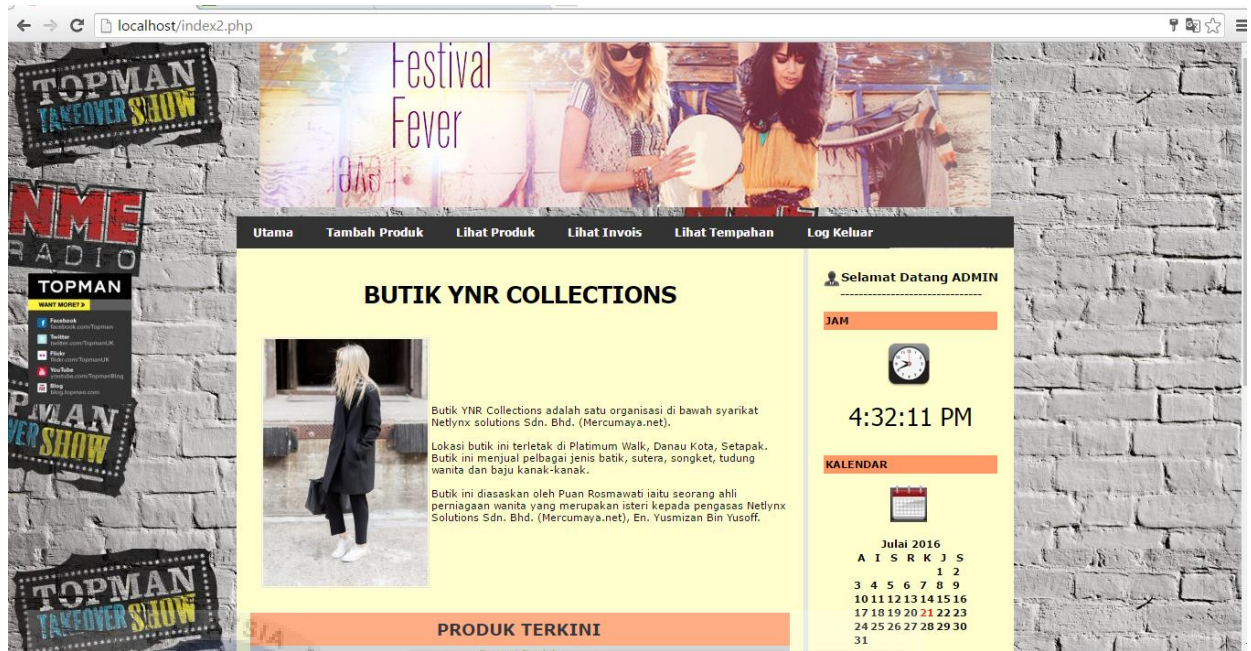 localhost/index2.php
TOPMAN
TAKEOVER SHOW
Festival
Fever
NME
RADIO
Utama Tambah Produk Lihat Produk Lihat Invois Lihat Tempahan Log Keluar
TOPMAN
WANT MORE?
Facebook
facebook.com/Topman
Twitter
twitter.com/TopmanUK
Flickr
flickr.com/TopmanUK
YouTube
youtube.com/TopmanBlog
Blog
blog.topman.com
BUTIK YNR COLLECTIONS
Butik YNR Collections adalah satu organisasi di bawah syarikat
Netlynx solutions Sdn. Bhd. (Mercumaya.net).
Lokasi butik ini terletak di Platimum Walk, Danau Kota, Setapak.
Butik ini menjual pelbagai jenis batik, sutera, songket, tudung
wanita dan baju kanak-kanak.
Butik ini diasaskan oleh Puan Rosmawati iaitu seorang ahli
perniagaan wanita yang merupakan isteri kepada pengasas Netlynx
Solutions Sdn. Bhd. (Mercumaya.net), En. Yusmizan Bin Yusoff.
PRODUK TERKINI
Selamat Datang ADMIN
------------------------------
JAM
4:32:11 PM
KALENDAR
Julai 2016
A I S R K J S
1 2
3 4 5 6 7 8 9
10 11 12 13 14 15 16
17 18 19 20 21 22 23
24 25 26 27 28 29 30
31
PMAN
VER SHOW
TOPMAN
TAKEOVER SHOW